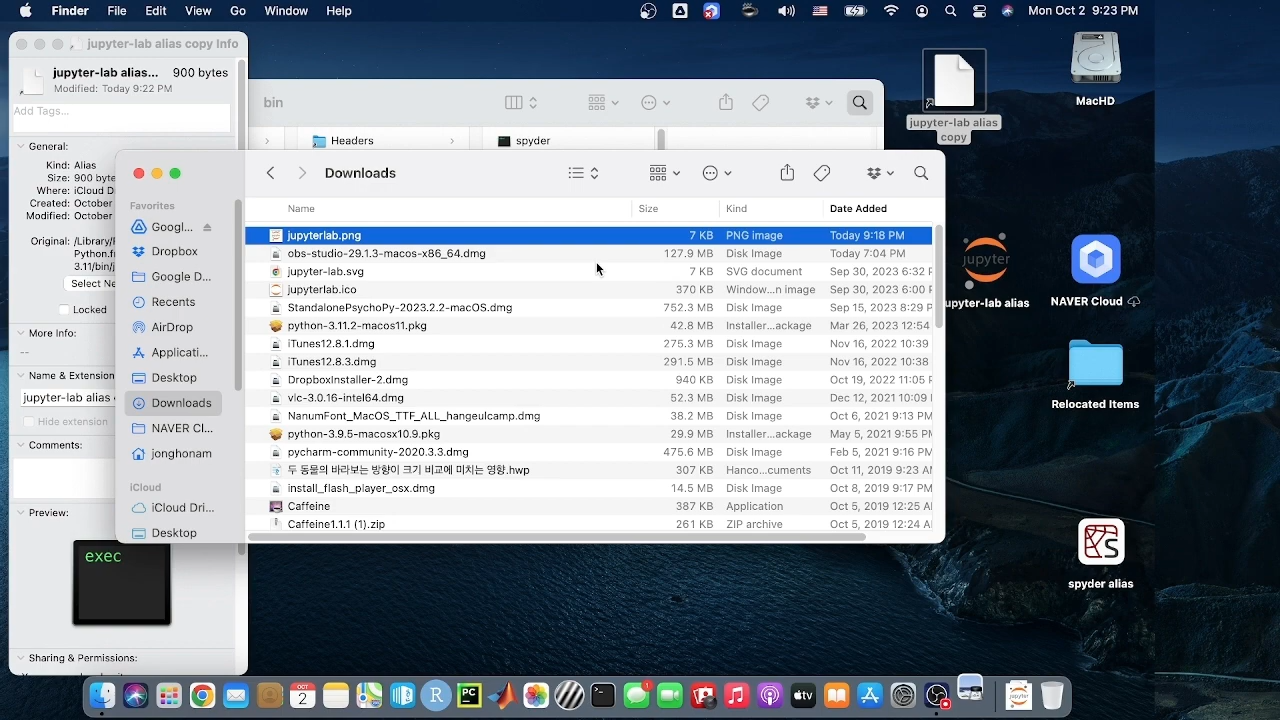 Finder File Edit View Go Window Help Mon Oct 2 9:23 PM
jupyter-lab alias copy Info
jupyter-lab alias... 900 bytes
Modified: Today 9:22 PM
Add Tags...
General:
Kind: Alias
Size: 900 byte
Where: iCloud D
Created: October
Modified: October
Original: /Library/F
3.11/bin/
Select Ne
Locked
More Info:
--
Name & Extension
jupyter-lab alias
Hide extension
Comments:
Preview:
exec
Sharing & Permissions:
bin
Headers spyder
Downloads
Favorites
Googl...
Dropbox
Google D...
Recents
AirDrop
Applicati...
Desktop
Downloads
NAVER Cl...
jonghonam
iCloud
iCloud Dri...
Desktop
Name Size Kind Date Added
jupyterlab.png 7 KB PNG image Today 9:18 PM
obs-studio-29.1.3-macos-x86_64.dmg 127.9 MB Disk Image Today 7:04 PM
jupyter-lab.svg 7 KB SVG document Sep 30, 2023 6:32 P
jupyterlab.ico 370 KB Window...n image Sep 30, 2023 6:00 P
StandalonePsychoPy-2023.2.2-macOS.dmg 752.3 MB Disk Image Sep 15, 2023 8:29 P
python-3.11.2-macos11.pkg 42.8 MB Installer...ackage Mar 26, 2023 12:54
iTunes12.8.1.dmg 275.3 MB Disk Image Nov 16, 2022 10:39
iTunes12.8.3.dmg 291.5 MB Disk Image Nov 16, 2022 10:38
DropboxInstaller-2.dmg 940 KB Disk Image Oct 19, 2022 11:05 P
vlc-3.0.16-intel64.dmg 52.3 MB Disk Image Dec 12, 2021 10:09
NanumFont_MacOS_TTF_ALL_hangeulcamp.dmg 38.2 MB Disk Image Oct 6, 2021 9:13 PM
python-3.9.5-macosx10.9.pkg 29.9 MB Installer...ackage May 5, 2021 9:55 PM
pycharm-community-2020.3.3.dmg 475.6 MB Disk Image Feb 5, 2021 9:16 PM
두 동물의 바라보는 방향이 크기 비교에 미치는 영향.hwp 307 KB Hanco...cuments Oct 11, 2019 9:23 AM
install_flash_player_osx.dmg 14.5 MB Disk Image Oct 8, 2019 9:17 PM
Caffeine 387 KB Application Oct 5, 2019 12:25 A
Caffeine1.1.1 (1).zip 261 KB ZIP archive Oct 5, 2019 12:24 A
jupyter-lab alias
copy
MacHD
jupyter
upyter-lab alias
NAVER Cloud
Relocated Items
spyder alias
OCT
2
R
PC
tv
1
jupyter